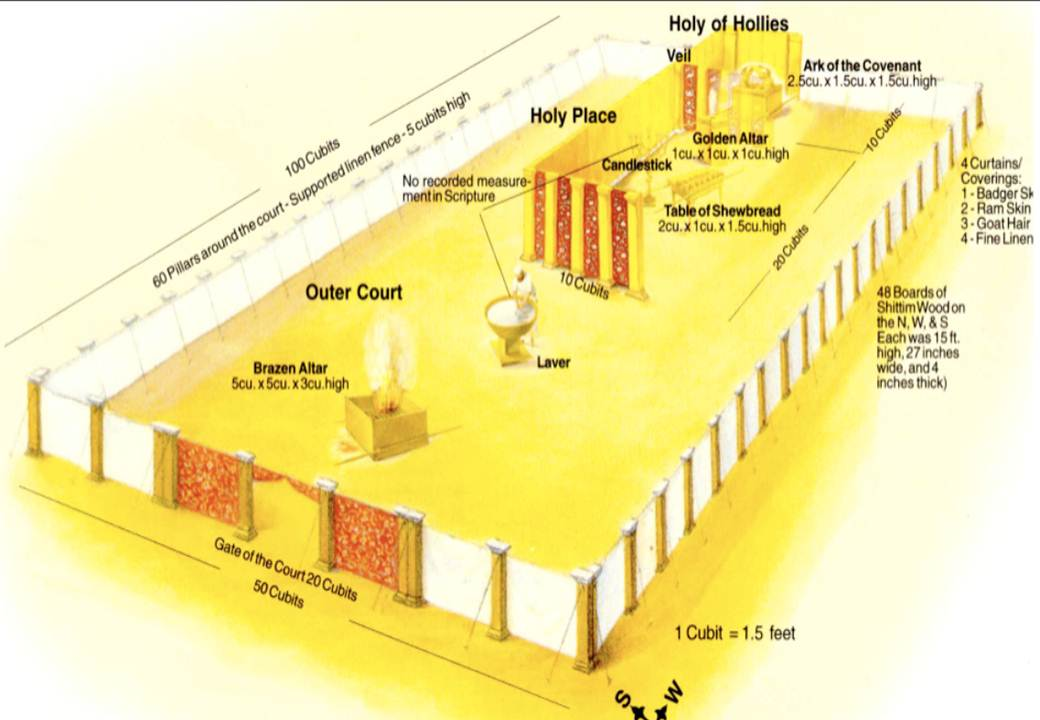 Holy of Hollies
Veil
Ark of the Covenant
2.5cu. x 1.5cu. x 1.5cu.high
Holy Place
100 Cubits
60 Pillars around the court - Supported linen fence - 5 cubits high
Golden Altar
1cu. x 1cu. x 1cu.high
10 Cubits
Candlestick
No recorded measure-
ment in Scripture
4 Curtains/
Coverings:
1 - Badger Sk
2 - Ram Skin
3 - Goat Hair
4 - Fine Linen
Table of Shewbread
2cu. x 1cu. x 1.5cu.high
20 Cubits
10 Cubits
Outer Court
48 Boards of
Shittim Wood on
the N, W, & S
Each was 15 ft.
high, 27 inches
wide, and 4
inches thick)
Laver
Brazen Altar
5cu. x 5cu. x 3cu.high
Gate of the Court 20 Cubits
50 Cubits
1 Cubit = 1.5 feet
S W